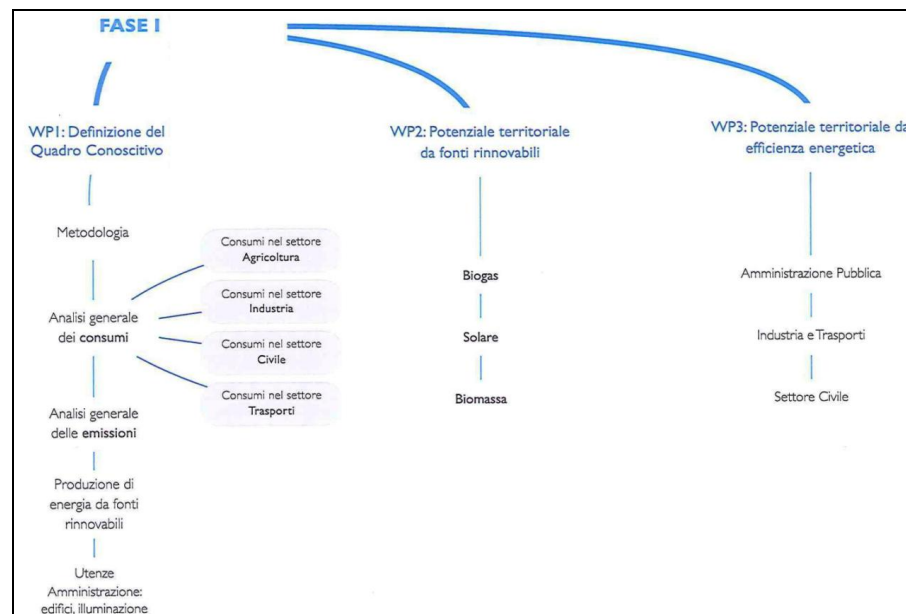 FASE I
WP1: Definizione del
Quadro Conoscitivo
Metodologia
Analisi generale
dei consumi
Consumi nel settore
Agricoltura
Consumi nel settore
Industria
Consumi nel settore
Civile
Consumi nel settore
Trasporti
Analisi generale
delle emissioni
Produzione di
energia da fonti
rinnovabili
Utenze
Amministrazione:
edifici, illuminazione
WP2: Potenziale territoriale
da fonti rinnovabili
Biogas
Solare
Biomassa
WP3: Potenziale territoriale da
efficienza energetica
Amministrazione Pubblica
Industria e Trasporti
Settore Civile